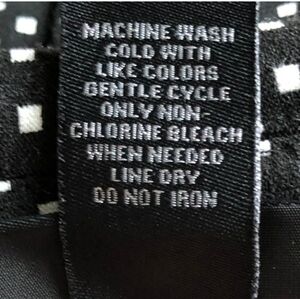 MACHINE WASH
COLD WITH
LIKE COLORS
GENTLE CYCLE
ONLY NON-
CHLORINE BLEACH
WHEN NEEDED
LINE DRY
DO NOT IRON